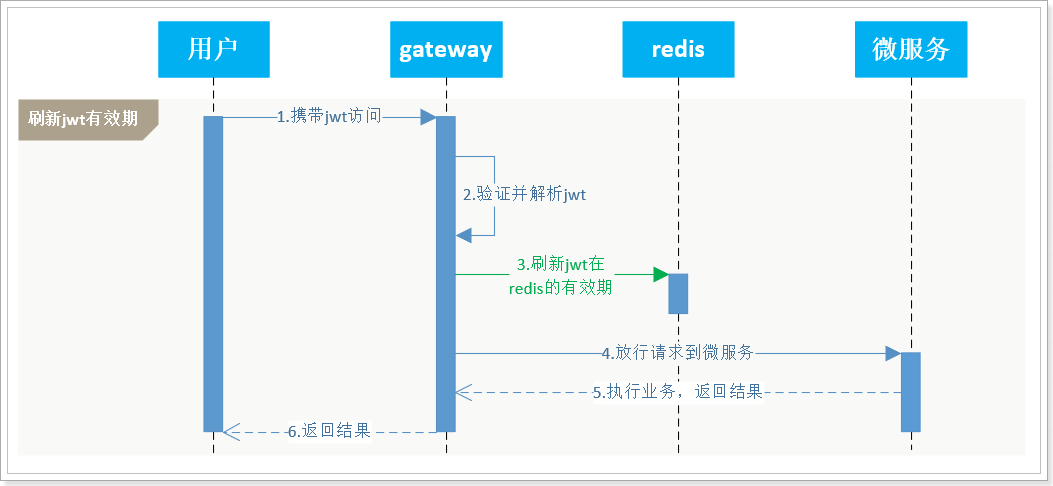 用户
gateway
redis
微服务
刷新jwt有效期
1.携带jwt访问
2.验证并解析jwt
3.刷新jwt在
redis的有效期
4.放行请求到微服务
5.执行业务，返回结果
6.返回结果